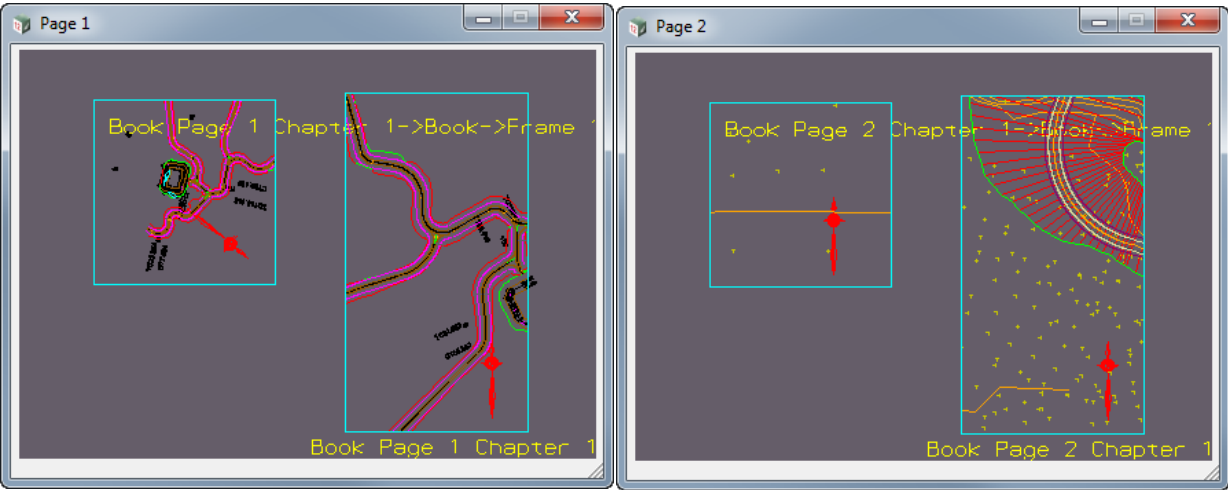 Page 1
Book Page 1 Chapter 1->Book->Frame
Book Page 1 Chapter 1
Page 2
Book Page 2 Chapter 1->Book->Frame
Book Page 2 Chapter 1